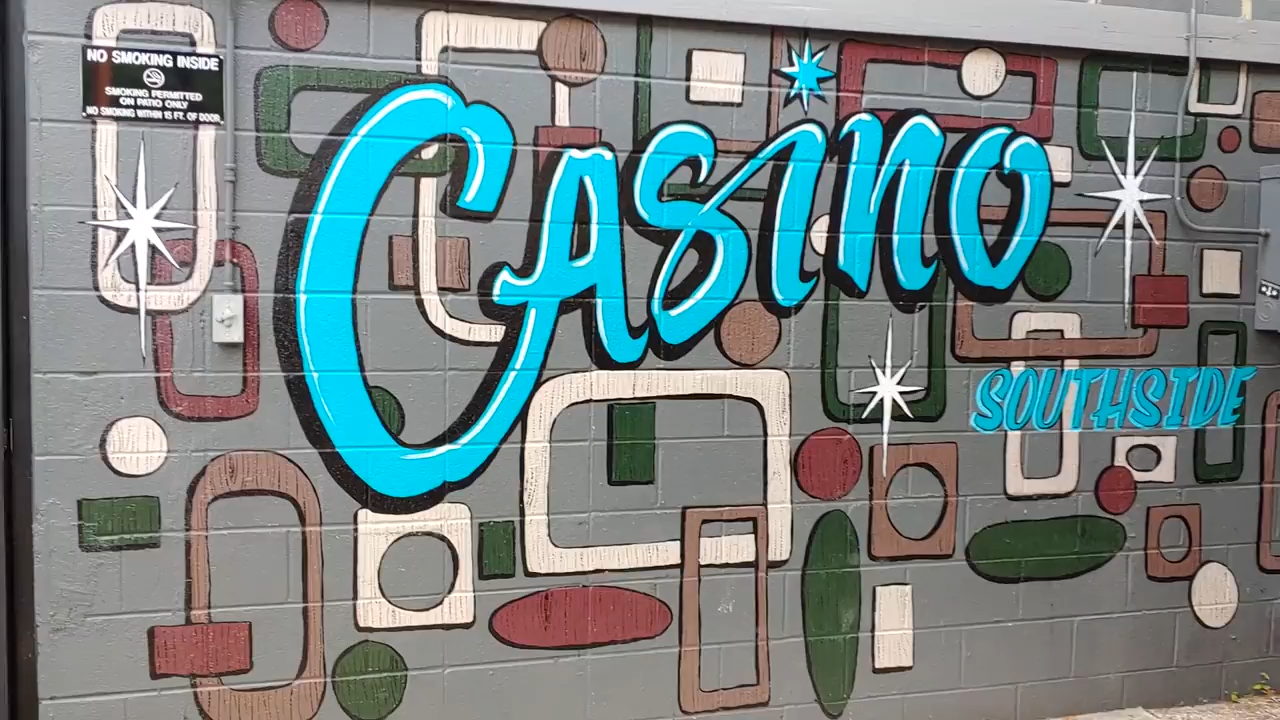 NO SMOKING INSIDE
SMOKING PERMITTED
ON PATIO ONLY
NO SMOKING WITHIN 15 FT. OF DOOR
CASINO
SOUTHSIDE